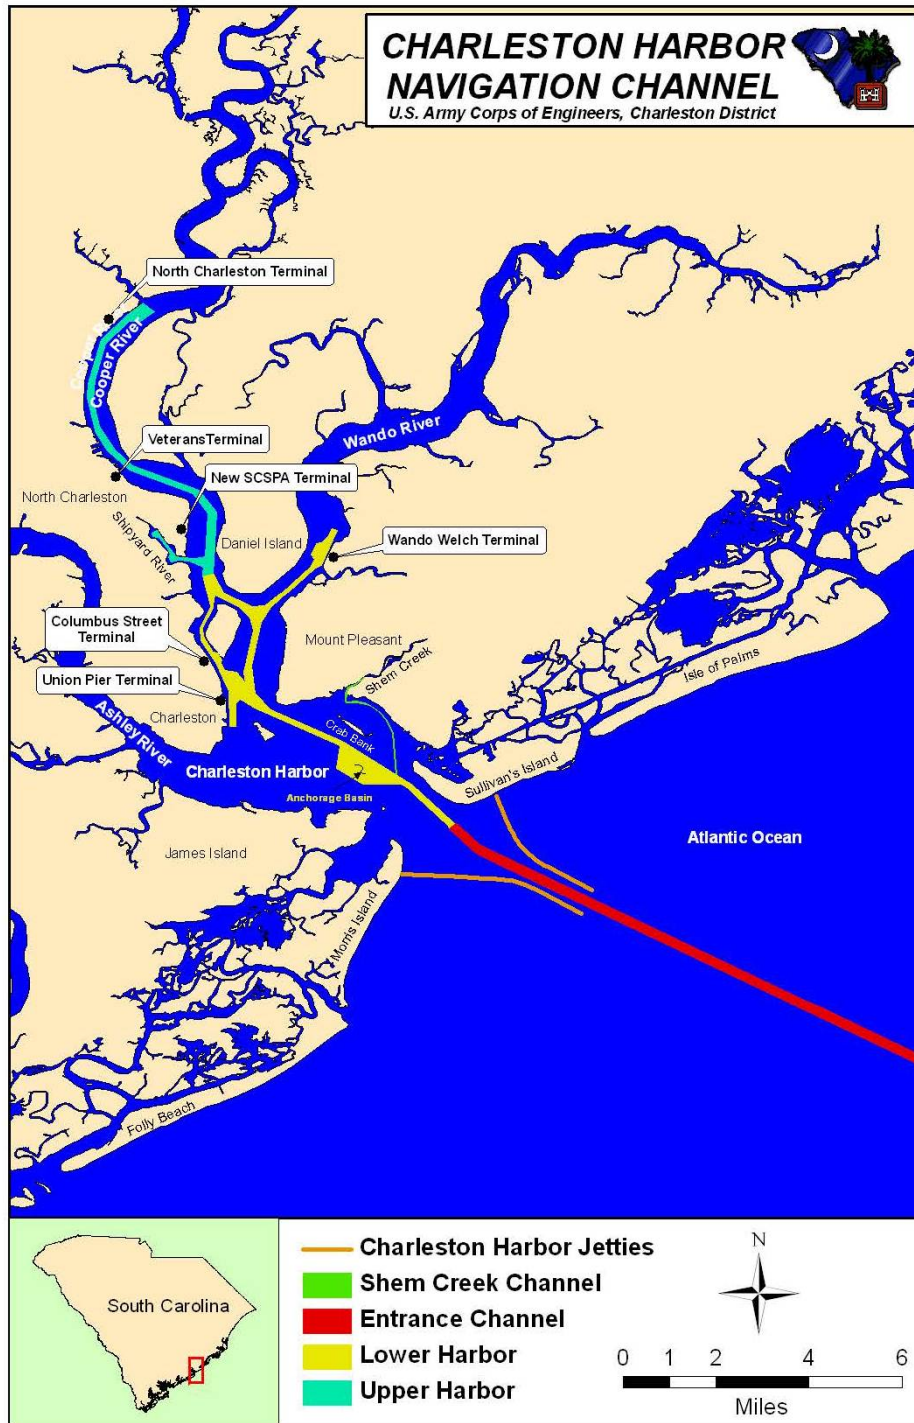 CHARLESTON HARBOR
NAVIGATION CHANNEL
U.S. Army Corps of Engineers, Charleston District
North Charleston Terminal
Cooper River
Wando River
VeteransTerminal
North Charleston
New SCSPA Terminal
Shipyard River
Daniel Island
Wando Welch Terminal
Columbus Street
Terminal
Mount Pleasant
Shem Creek
Isle of Palms
Union Pier Terminal
Charleston
Ashley River
Crab Bank
Charleston Harbor
Sullivan's Island
Anchorage Basin
Atlantic Ocean
James Island
Morris Island
Folly Beach
South Carolina
Charleston Harbor Jetties
Shem Creek Channel
Entrance Channel
Lower Harbor
Upper Harbor
N
0 1 2 4 6
Miles